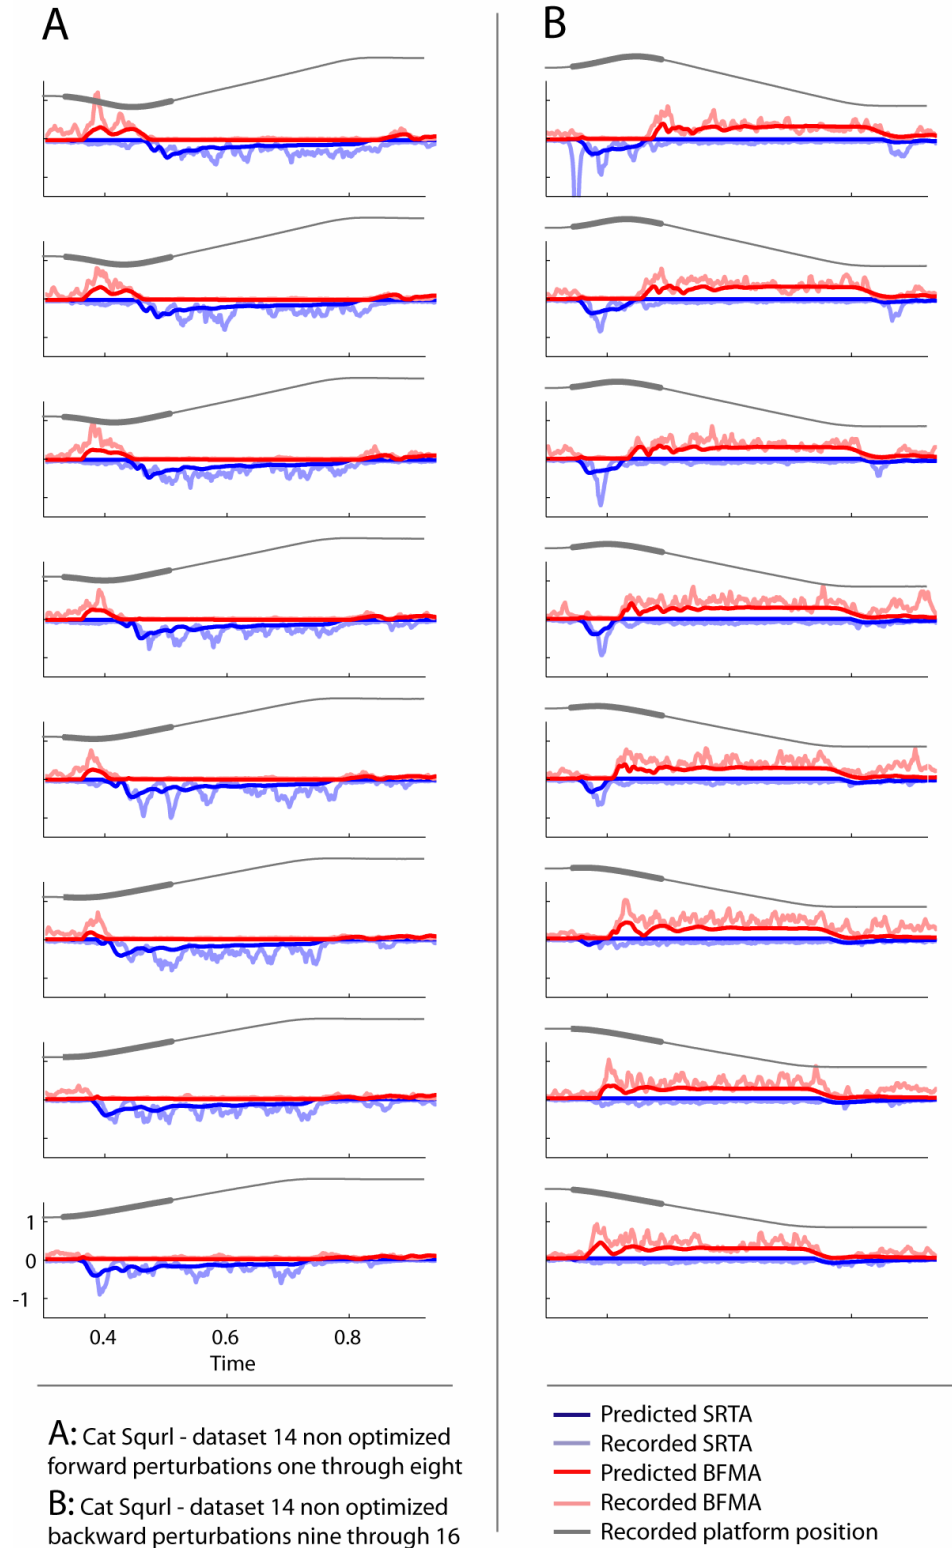 A
B
1
0
-1
0.4 0.6 0.8
Time
A: Cat Squrl - dataset 14 non optimized
forward perturbations one through eight
B: Cat Squrl - dataset 14 non optimized
backward perturbations nine through 16
Predicted SRTA
Recorded SRTA
Predicted BFMA
Recorded BFMA
Recorded platform position